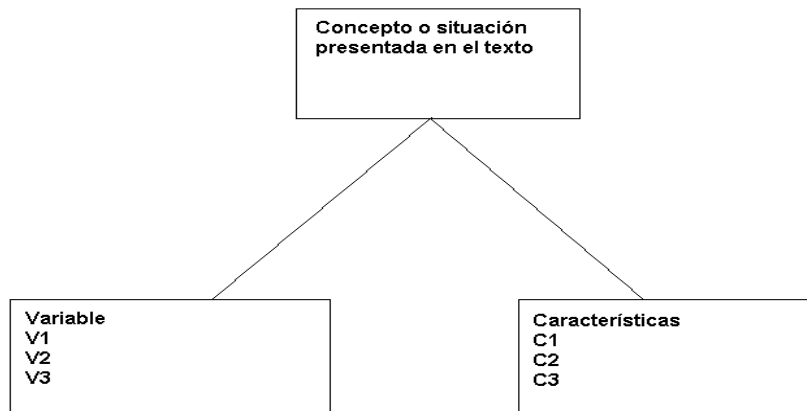 Concepto o situación
presentada en el texto
Variable
V1
V2
V3
Características
C1
C2
C3